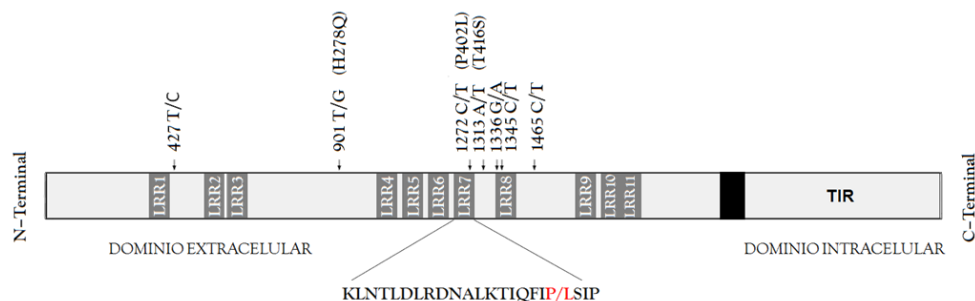 427 T/C
901 T/G (H278Q)
1272 C/T (P402L)
1313 A/T (T416S)
1336 G/A
1345 C/T
1465 C/T
N-Terminal
LRR1
LRR2
LRR3
LRR4
LRR5
LRR6
LRR7
LRR8
LRR9
LRR10
LRR11
TIR
C-Terminal
DOMINIO EXTRACELULAR
DOMINIO INTRACELULAR
KLNTLDLRDNALKTIQFIP/LSIP